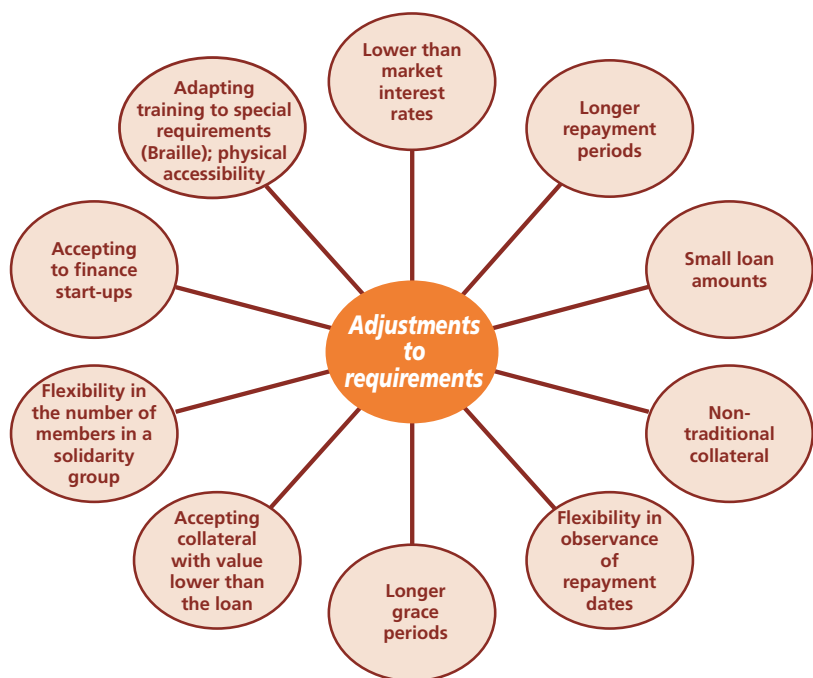 Lower than
market
interest
rates
Longer
repayment
periods
Small loan
amounts
Non-
traditional
collateral
Flexibility in
observance
of
repayment
dates
Longer
grace
periods
Accepting
collateral
with value
lower than
the loan
Flexibility in
the number of
members in a
solidarity
group
Accepting
to finance
start-ups
Adapting
training to special
requirements
(Braille); physical
accessibility
Adjustments
to
requirements